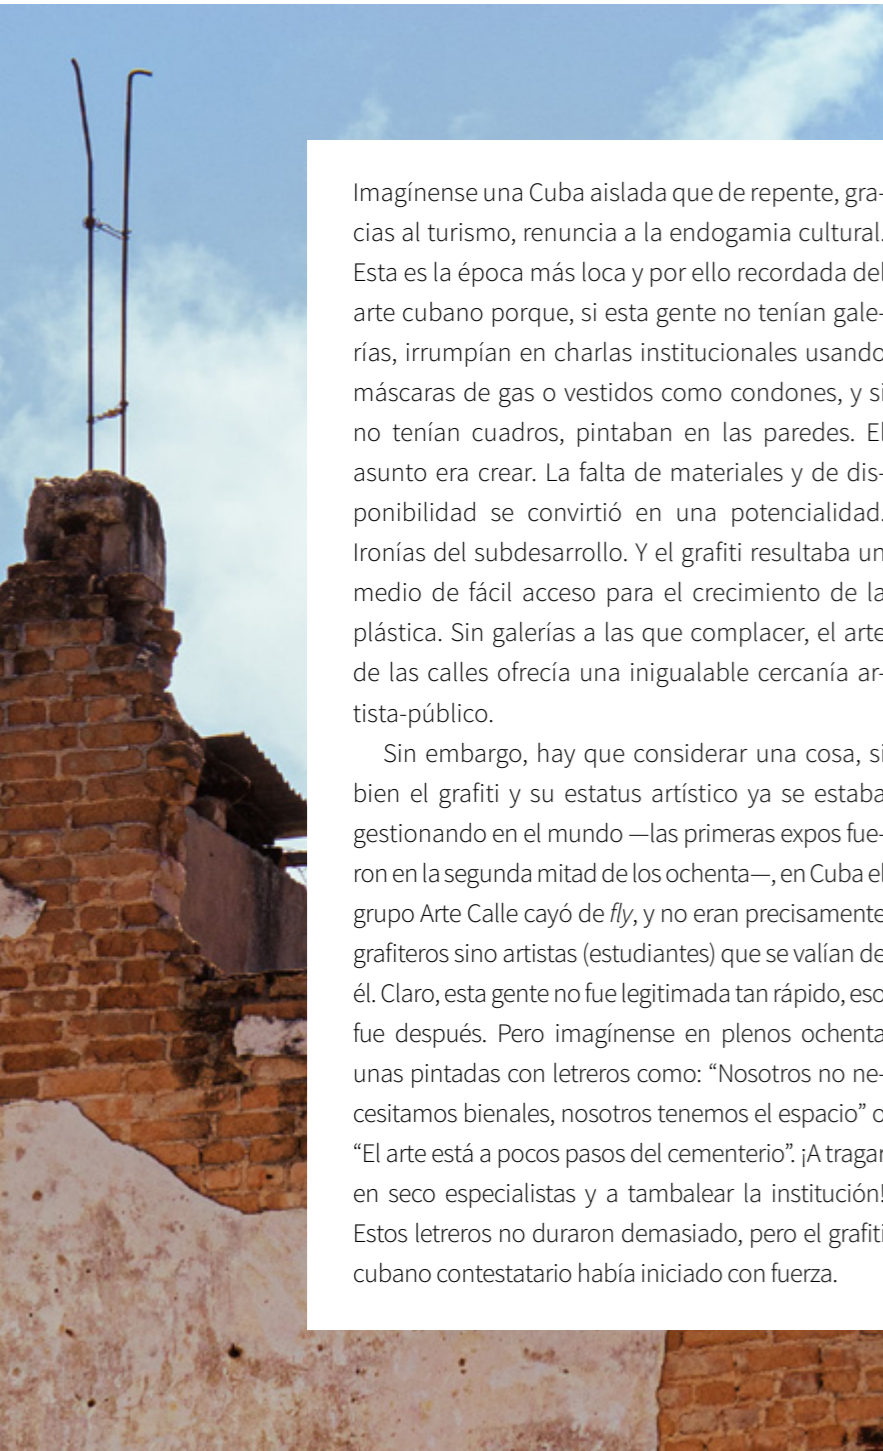 Imagínense una Cuba aislada que de repente, gra-
cias al turismo, renuncia a la endogamia cultural.
Esta es la época más loca y por ello recordada del
arte cubano porque, si esta gente no tenían gale-
rías, irrumpían en charlas institucionales usando
máscaras de gas o vestidos como condones, y si
no tenían cuadros, pintaban en las paredes. El
asunto era crear. La falta de materiales y de dis-
ponibilidad se convirtió en una potencialidad.
Ironías del subdesarrollo. Y el grafiti resultaba un
medio de fácil acceso para el crecimiento de la
plástica. Sin galerías a las que complacer, el arte
de las calles ofrecía una inigualable cercanía ar-
tista-público.
Sin embargo, hay que considerar una cosa, si
bien el grafiti y su estatus artístico ya se estaba
gestionando en el mundo —las primeras expos fue-
ron en la segunda mitad de los ochenta—, en Cuba el
grupo Arte Calle cayó de fly, y no eran precisamente
grafiteros sino artistas (estudiantes) que se valían de
él. Claro, esta gente no fue legitimada tan rápido, eso
fue después. Pero imagínense en plenos ochenta
unas pintadas con letreros como: “Nosotros no ne-
cesitamos bienales, nosotros tenemos el espacio” o
“El arte está a pocos pasos del cementerio”. ¡A tragar
en seco especialistas y a tambalear la institución!
Estos letreros no duraron demasiado, pero el grafiti
cubano contestatario había iniciado con fuerza.